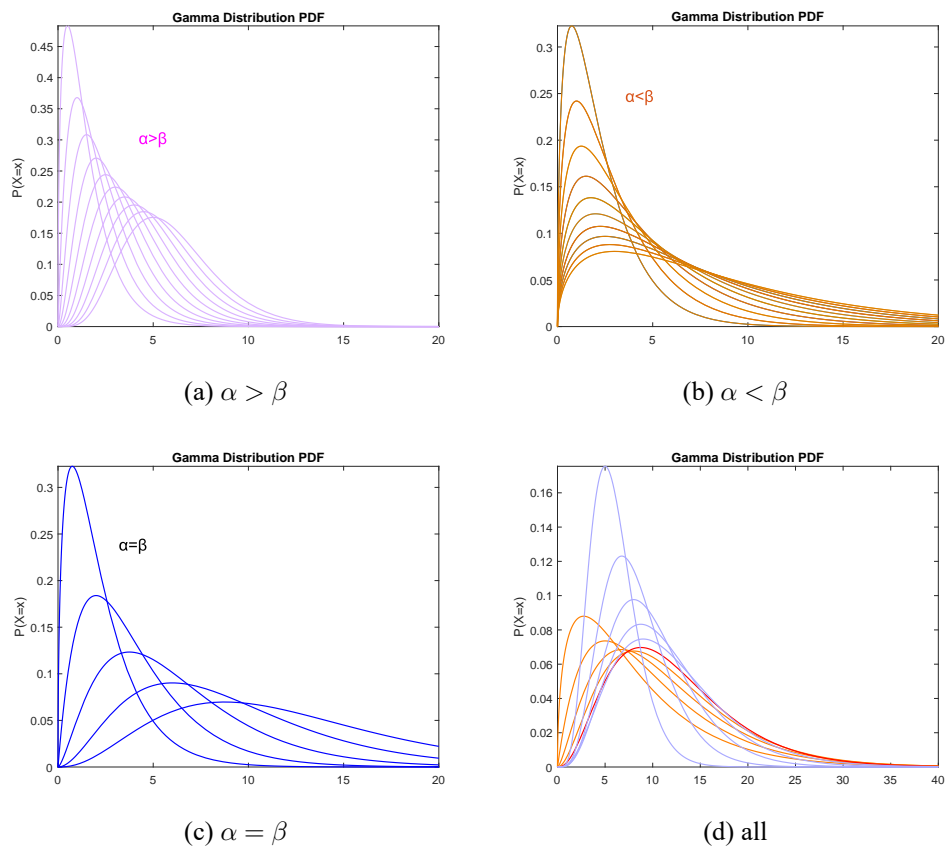 Gamma Distribution PDF
P(X=x)
0.45
0.4
0.35
0.3
0.25
0.2
0.15
0.1
0.05
0
α>β
0 5 10 15 20
(a) α > β
Gamma Distribution PDF
P(X=x)
0.3
0.25
0.2
0.15
0.1
0.05
0
α<β
0 5 10 15 20
(b) α < β
Gamma Distribution PDF
P(X=x)
0.3
0.25
0.2
0.15
0.1
0.05
0
α=β
0 5 10 15 20
(c) α = β
Gamma Distribution PDF
P(X=x)
0.16
0.14
0.12
0.1
0.08
0.06
0.04
0.02
0
0 5 10 15 20 25 30 35 40
(d) all